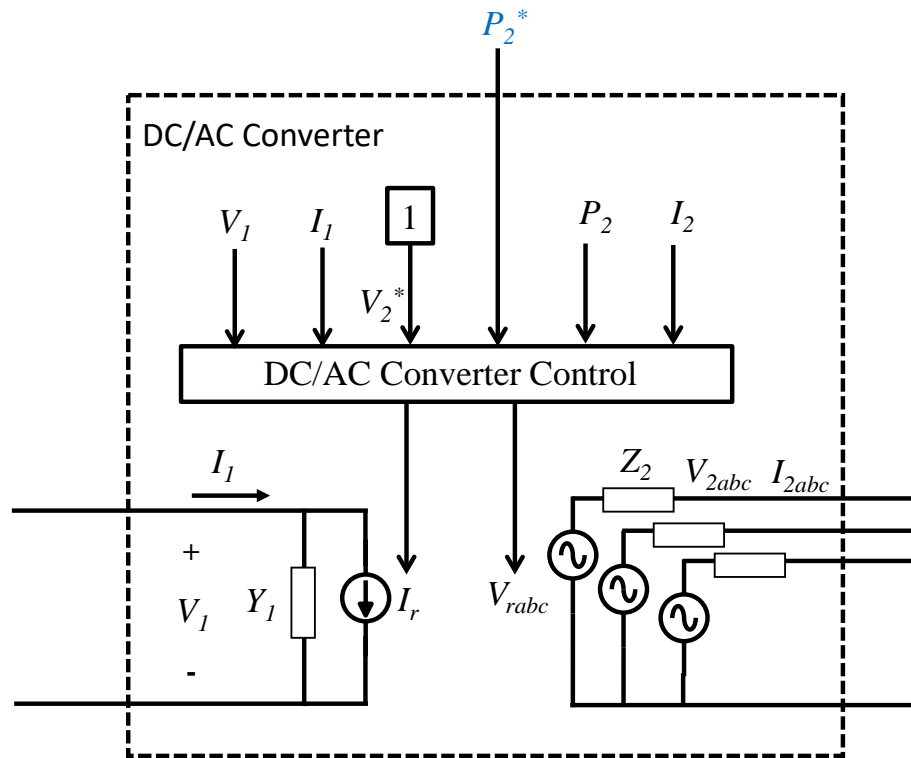 P2*
DC/AC Converter
V1
I1
1
P2
I2
V2*
DC/AC Converter Control
I1
Z2
V2abc
I2abc
+
V1
-
Y1
Ir
Vrabc